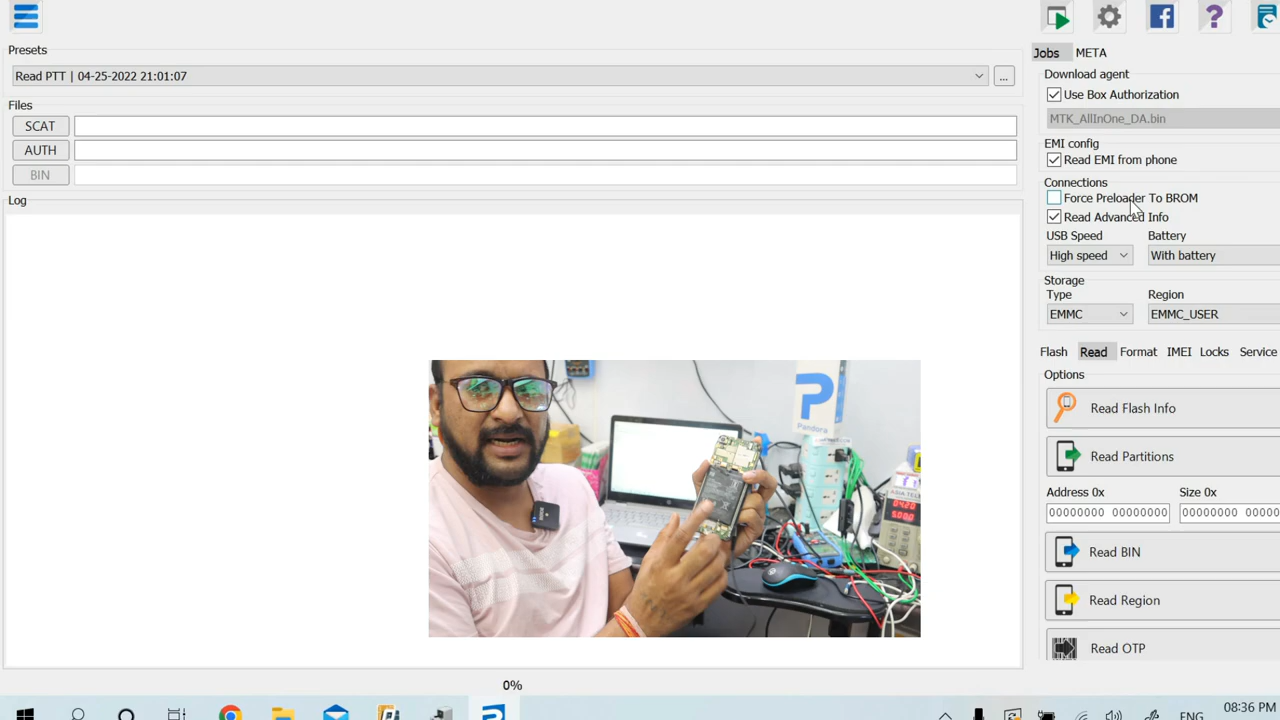 Presets
Read PTT | 04-25-2022 21:01:07
...
Files
SCAT
AUTH
BIN
Log
Jobs META
Download agent
Use Box Authorization
MTK_AllInOne_DA.bin
EMI config
Read EMI from phone
Connections
Force Preloader To BROM
Read Advanced Info
USB Speed Battery
High speed With battery
Storage
Type Region
EMMC EMMC_USER
Flash Read Format IMEI Locks Service
Options
Read Flash Info
Read Partitions
Address 0x Size 0x
00000000 00000000 00000000 00000
Read BIN
Read Region
Read OTP
Pandora
0%
ENG
08:36 PM